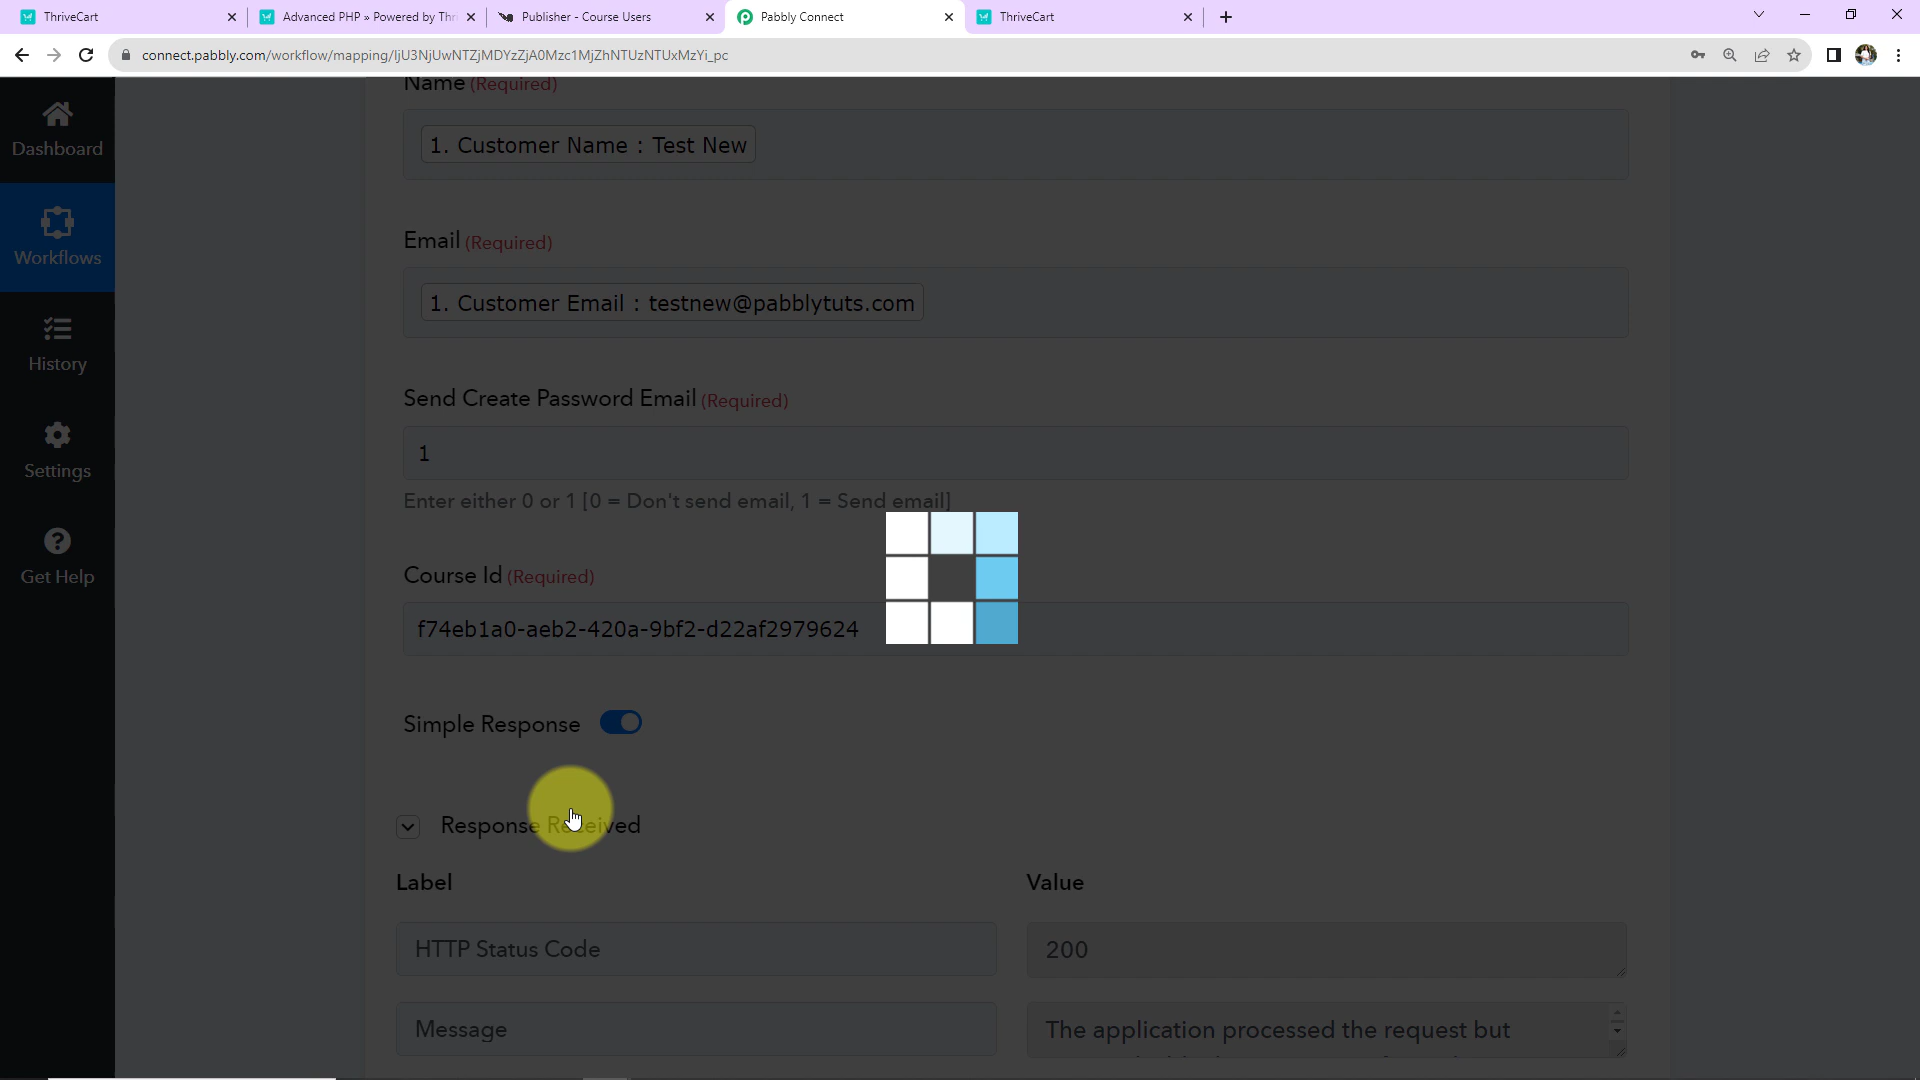 ThriveCart
Advanced PHP » Powered by Thri
Publisher - Course Users
Pabbly Connect
ThriveCart
connect.pabbly.com/workflow/mapping/IjU3NjUwNTZjMDYzZjA0Mzc1MjZhNTUzNTUxMzYi_pc
Dashboard
Workflows
History
Settings
Get Help
Name (Required)
1. Customer Name : Test New
Email (Required)
1. Customer Email : testnew@pabblytuts.com
Send Create Password Email (Required)
1
Enter either 0 or 1 [0 = Don't send email, 1 = Send email]
Course Id (Required)
f74eb1a0-aeb2-420a-9bf2-d22af2979624
Simple Response
Response Received
Label
Value
HTTP Status Code
200
Message
The application processed the request but